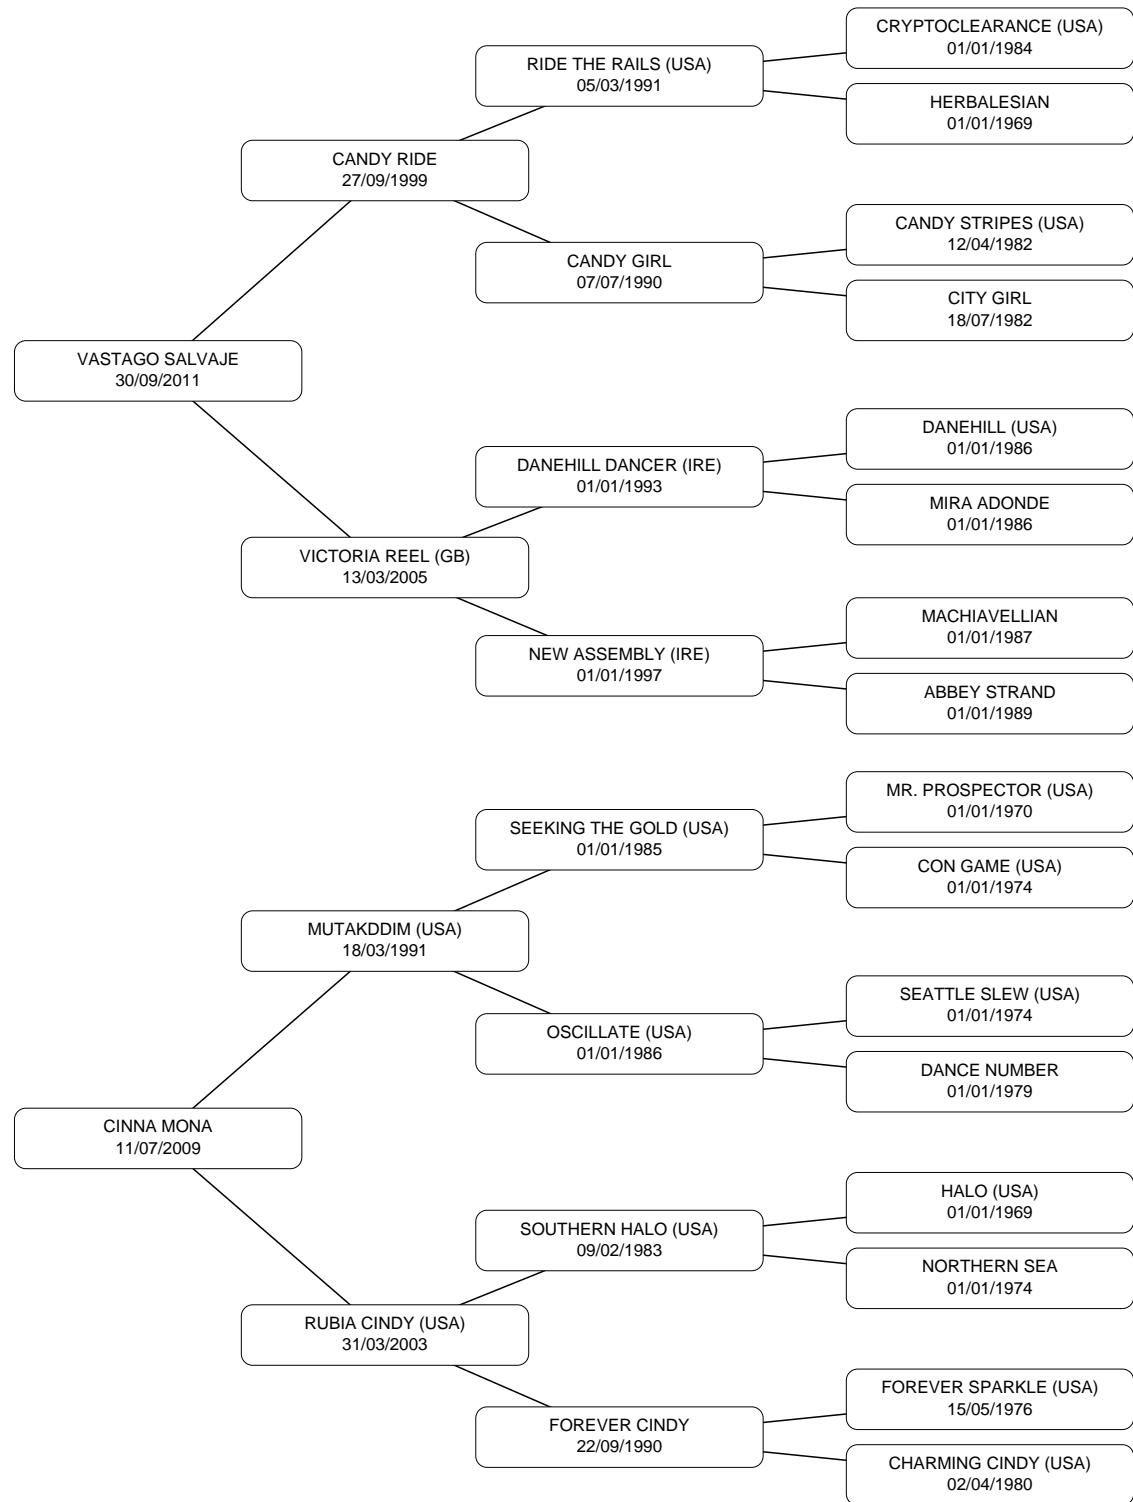 CRYPTOCLEARANCE (USA)
01/01/1984
RIDE THE RAILS (USA)
05/03/1991
HERBALESIAN
01/01/1969
CANDY RIDE
27/09/1999
CANDY STRIPES (USA)
12/04/1982
CANDY GIRL
07/07/1990
CITY GIRL
18/07/1982
VASTAGO SALVAJE
30/09/2011
DANEHILL (USA)
01/01/1986
DANEHILL DANCER (IRE)
01/01/1993
MIRA ADONDE
01/01/1986
VICTORIA REEL (GB)
13/03/2005
MACHIAVELLIAN
01/01/1987
NEW ASSEMBLY (IRE)
01/01/1997
ABBEY STRAND
01/01/1989
MR. PROSPECTOR (USA)
01/01/1970
SEEKING THE GOLD (USA)
01/01/1985
CON GAME (USA)
01/01/1974
MUTAKDDIM (USA)
18/03/1991
SEATTLE SLEW (USA)
01/01/1974
OSCILLATE (USA)
01/01/1986
DANCE NUMBER
01/01/1979
CINNA MONA
11/07/2009
HALO (USA)
01/01/1969
SOUTHERN HALO (USA)
09/02/1983
NORTHERN SEA
01/01/1974
RUBIA CINDY (USA)
31/03/2003
FOREVER SPARKLE (USA)
15/05/1976
FOREVER CINDY
22/09/1990
CHARMING CINDY (USA)
02/04/1980